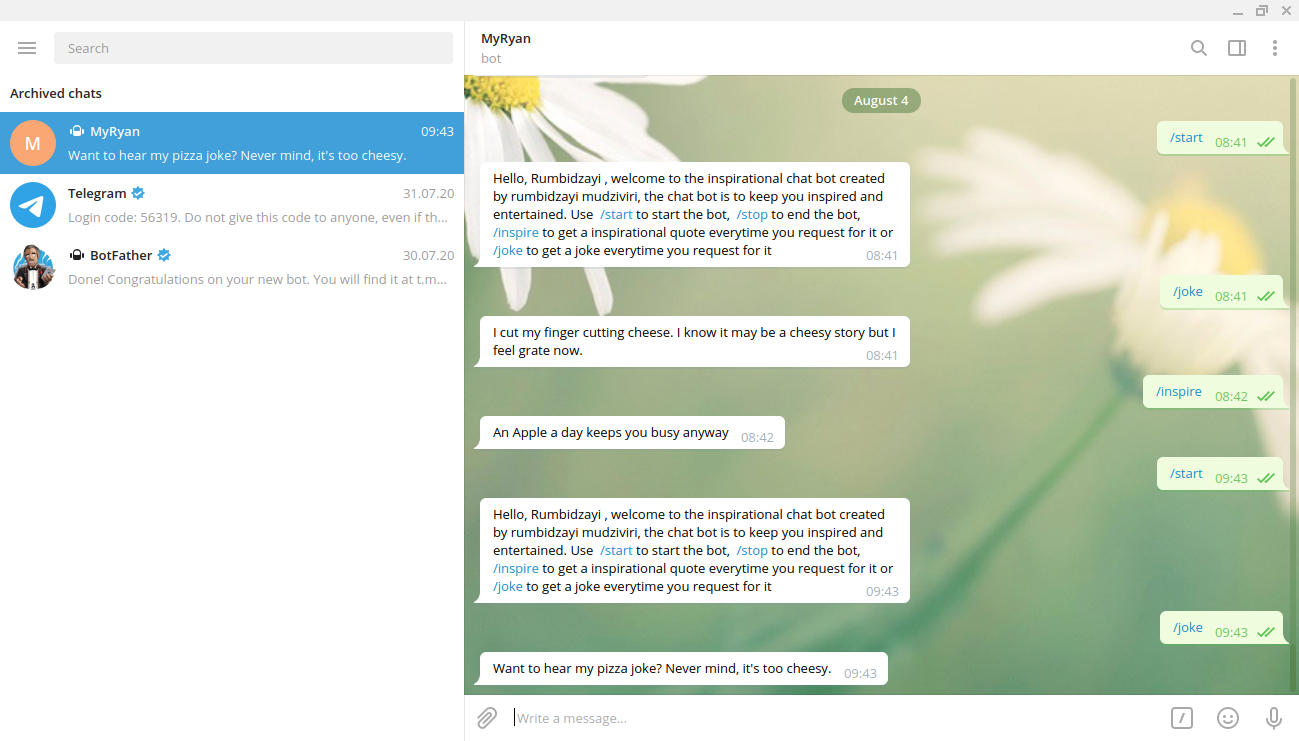 Search
Archived chats
M
MyRyan
09:43
Want to hear my pizza joke? Never mind, it's too cheesy.
Telegram
31.07.20
Login code: 56319. Do not give this code to anyone, even if th...
BotFather
30.07.20
Done! Congratulations on your new bot. You will find it at t.m...
MyRyan
bot
August 4
/start 08:41
Hello, Rumbidzayi , welcome to the inspirational chat bot created
by rumbidzayi mudziviri, the chat bot is to keep you inspired and
entertained. Use /start to start the bot, /stop to end the bot,
/inspire to get a inspirational quote everytime you request for it or
/joke to get a joke everytime you request for it 08:41
/joke 08:41
I cut my finger cutting cheese. I know it may be a cheesy story but I
feel grate now. 08:41
/inspire 08:42
An Apple a day keeps you busy anyway 08:42
/start 09:43
Hello, Rumbidzayi , welcome to the inspirational chat bot created
by rumbidzayi mudziviri, the chat bot is to keep you inspired and
entertained. Use /start to start the bot, /stop to end the bot,
/inspire to get a inspirational quote everytime you request for it or
/joke to get a joke everytime you request for it 09:43
/joke 09:43
Want to hear my pizza joke? Never mind, it's too cheesy. 09:43
Write a message...